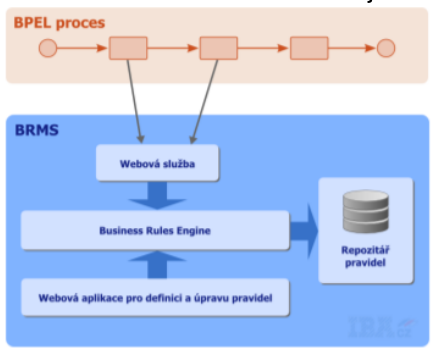 BPEL proces
BRMS
Webová služba
Business Rules Engine
Repozitář
pravidel
Webová aplikace pro definici a úpravu pravidel
IBA